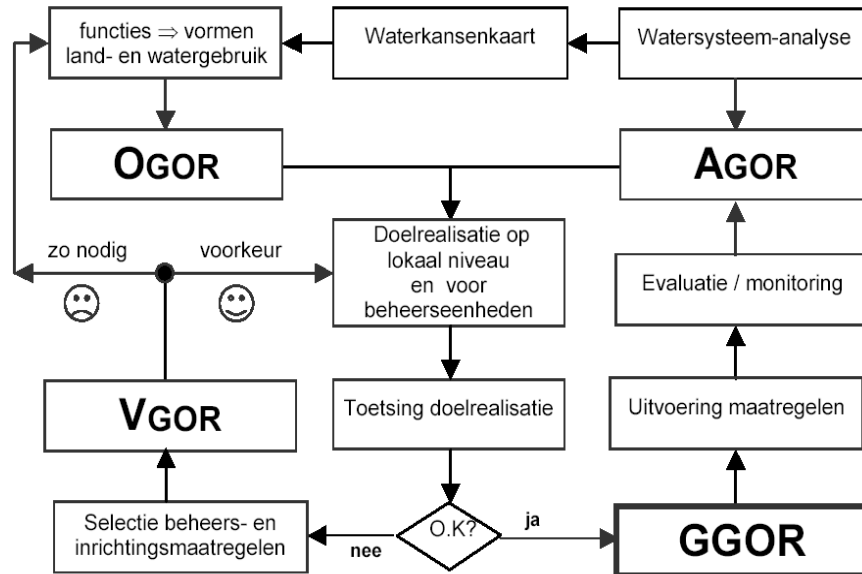 functies ⇒ vormen
land- en watergebruik
Waterkansenkaart
Watersysteem-analyse
OGOR
AGOR
zo nodig
voorkeur
Doelrealisatie op
lokaal niveau
en voor
beheerseenheden
Evaluatie / monitoring
VGOR
Toetsing doelrealisatie
Uitvoering maatregelen
Selectie beheers- en
inrichtingsmaatregelen
nee
O.K?
ja
GGOR